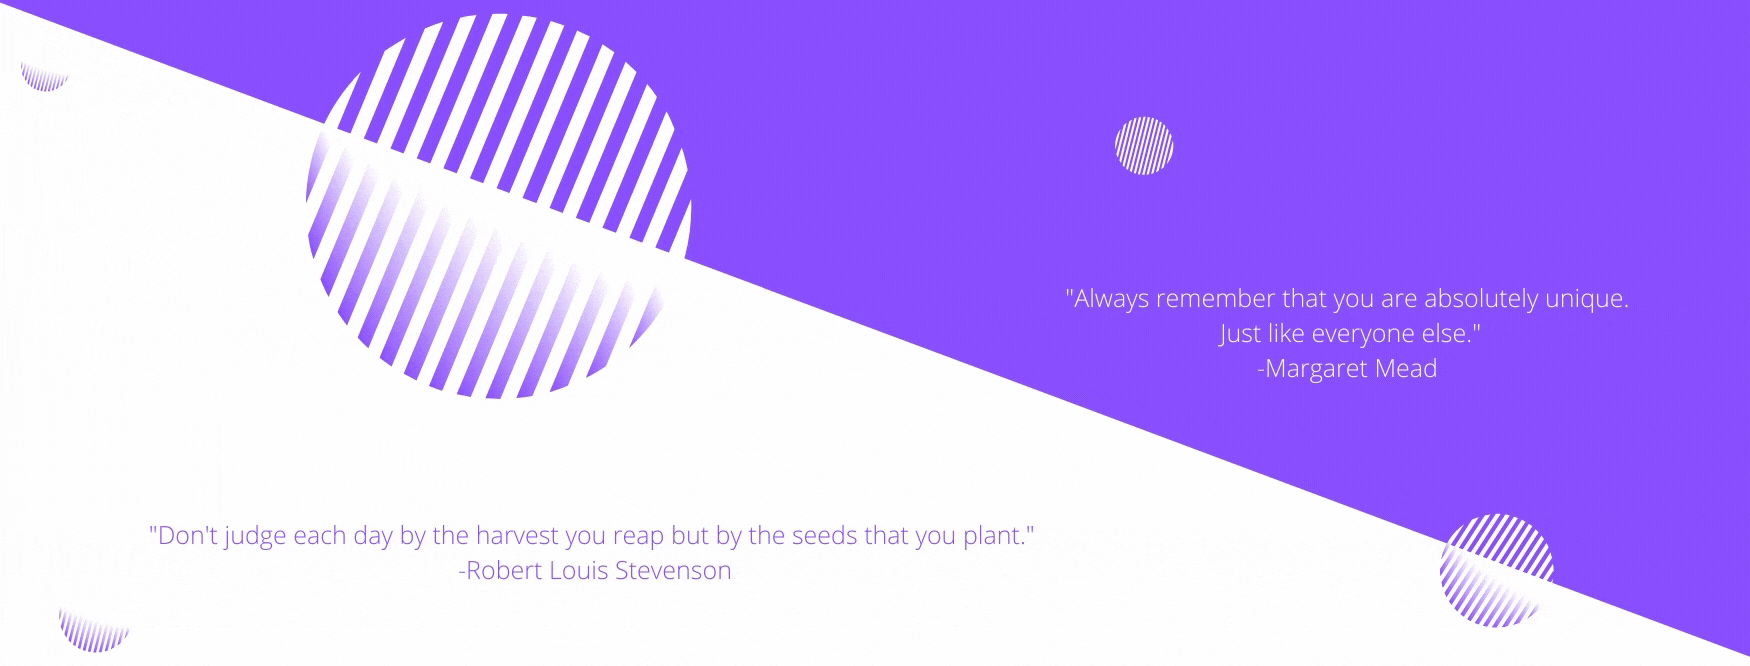 "Always remember that you are absolutely unique.
Just like everyone else."
-Margaret Mead
"Don't judge each day by the harvest you reap but by the seeds that you plant."
-Robert Louis Stevenson